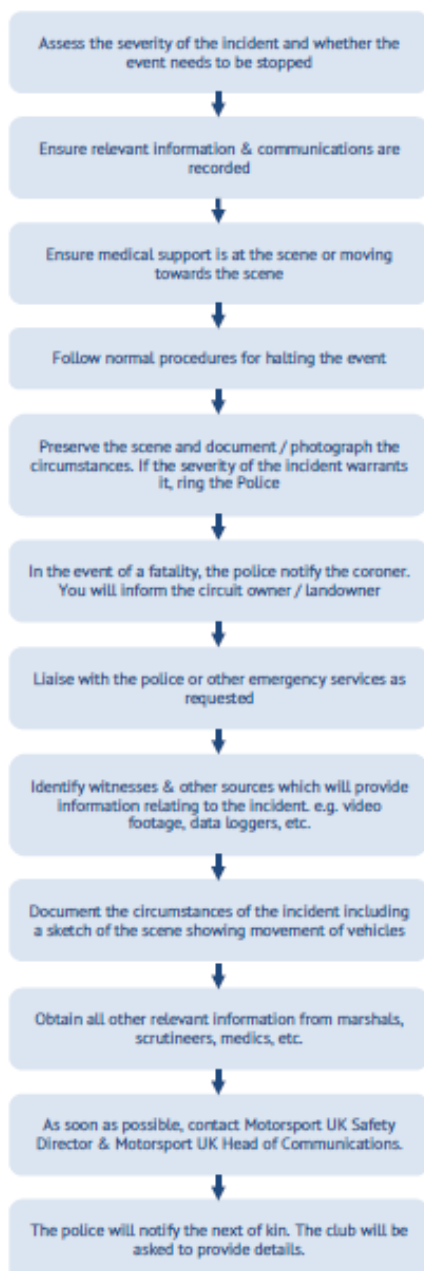 Assess the severity of the incident and whether the
event needs to be stopped
Ensure relevant information & communications are
recorded
Ensure medical support is at the scene or moving
towards the scene
Follow normal procedures for halting the event
Preserve the scene and document / photograph the
circumstances. If the severity of the incident warrants
it, ring the Police
In the event of a fatality, the police notify the coroner.
You will inform the circuit owner / landowner
Liaise with the police or other emergency services as
requested
Identify witnesses & other sources which will provide
information relating to the incident. e.g. video
footage, data loggers, etc.
Document the circumstances of the incident including
a sketch of the scene showing movement of vehicles
Obtain all other relevant information from marshals,
scrutineers, medics, etc.
As soon as possible, contact Motorsport UK Safety
Director & Motorsport UK Head of Communications.
The police will notify the next of kin. The club will be
asked to provide details.